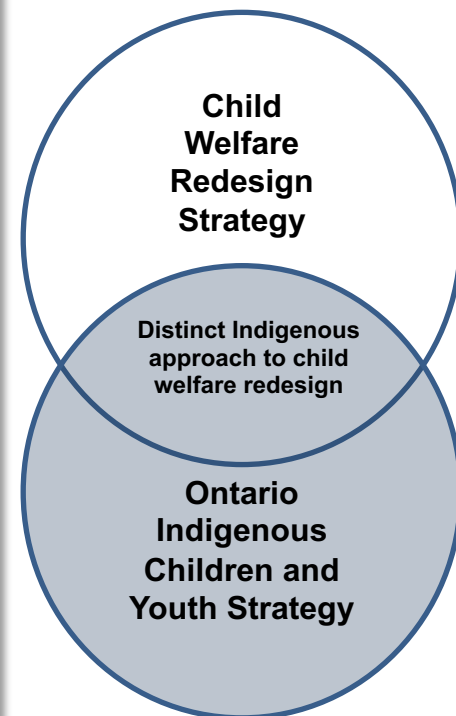 Child
Welfare
Redesign
Strategy
Distinct Indigenous
approach to child
welfare redesign
Ontario
Indigenous
Children and
Youth Strategy